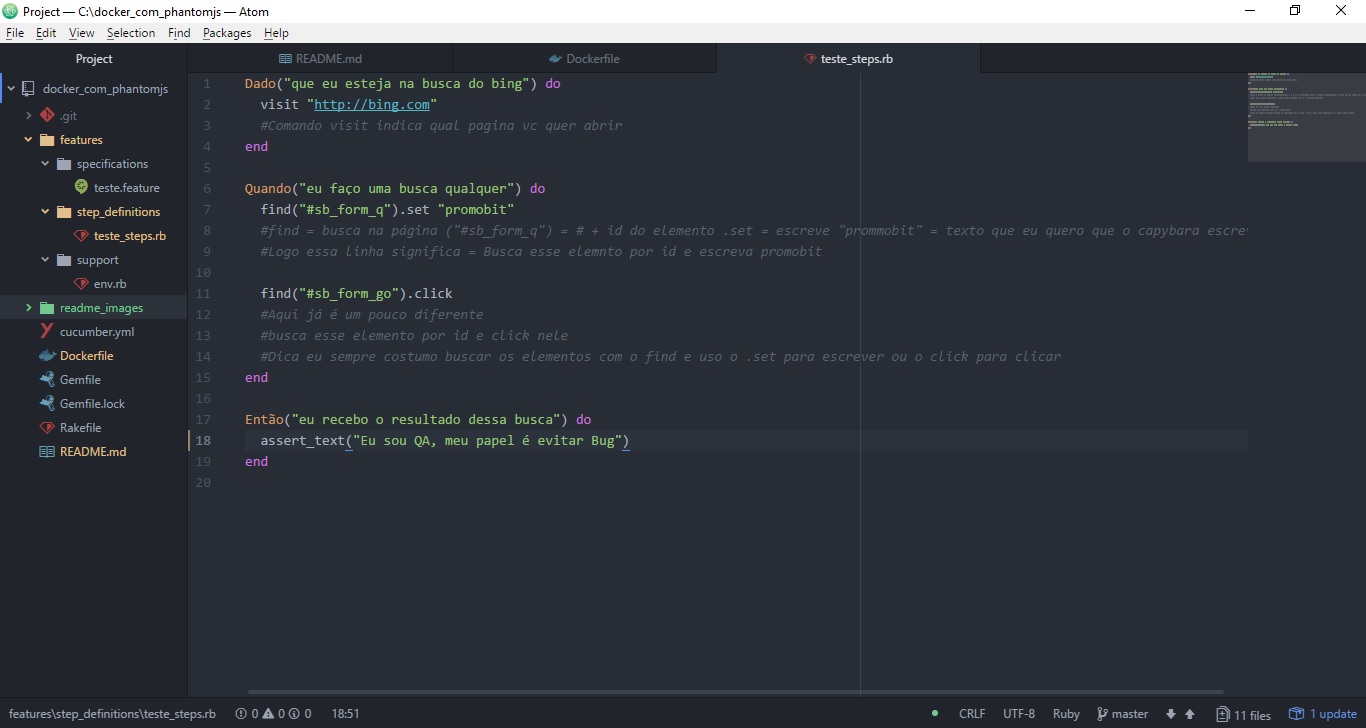 Project — C:\docker_com_phantomjs — Atom
File Edit View Selection Find Packages Help
Project
README.md
Dockerfile
teste_steps.rb
docker_com_phantomjs
.git
features
specifications
teste.feature
step_definitions
teste_steps.rb
support
env.rb
readme_images
cucumber.yml
Dockerfile
Gemfile
Gemfile.lock
Rakefile
README.md
1 Dado("que eu esteja na busca do bing") do
2 visit "http://bing.com"
3 #Comando visit indica qual pagina vc quer abrir
4 end
5
6 Quando("eu faço uma busca qualquer") do
7 find("#sb_form_q").set "promobit"
8 #find = busca na página ("#sb_form_q") = # + id do elemento .set = escreve "prommobit" = texto que eu quero que o capybara escrev
9 #Logo essa linha significa = Busca esse elemnto por id e escreva promobit
10
11 find("#sb_form_go").click
12 #Aqui já é um pouco diferente
13 #busca esse elemento por id e click nele
14 #Dica eu sempre costumo buscar os elementos com o find e uso o .set para escrever ou o click para clicar
15 end
16
17 Então("eu recebo o resultado dessa busca") do
18 assert_text("Eu sou QA, meu papel é evitar Bug")
19 end
20
features\step_definitions\teste_steps.rb 0 0 0 18:51 CRLF UTF-8 Ruby master 11 files 1 update